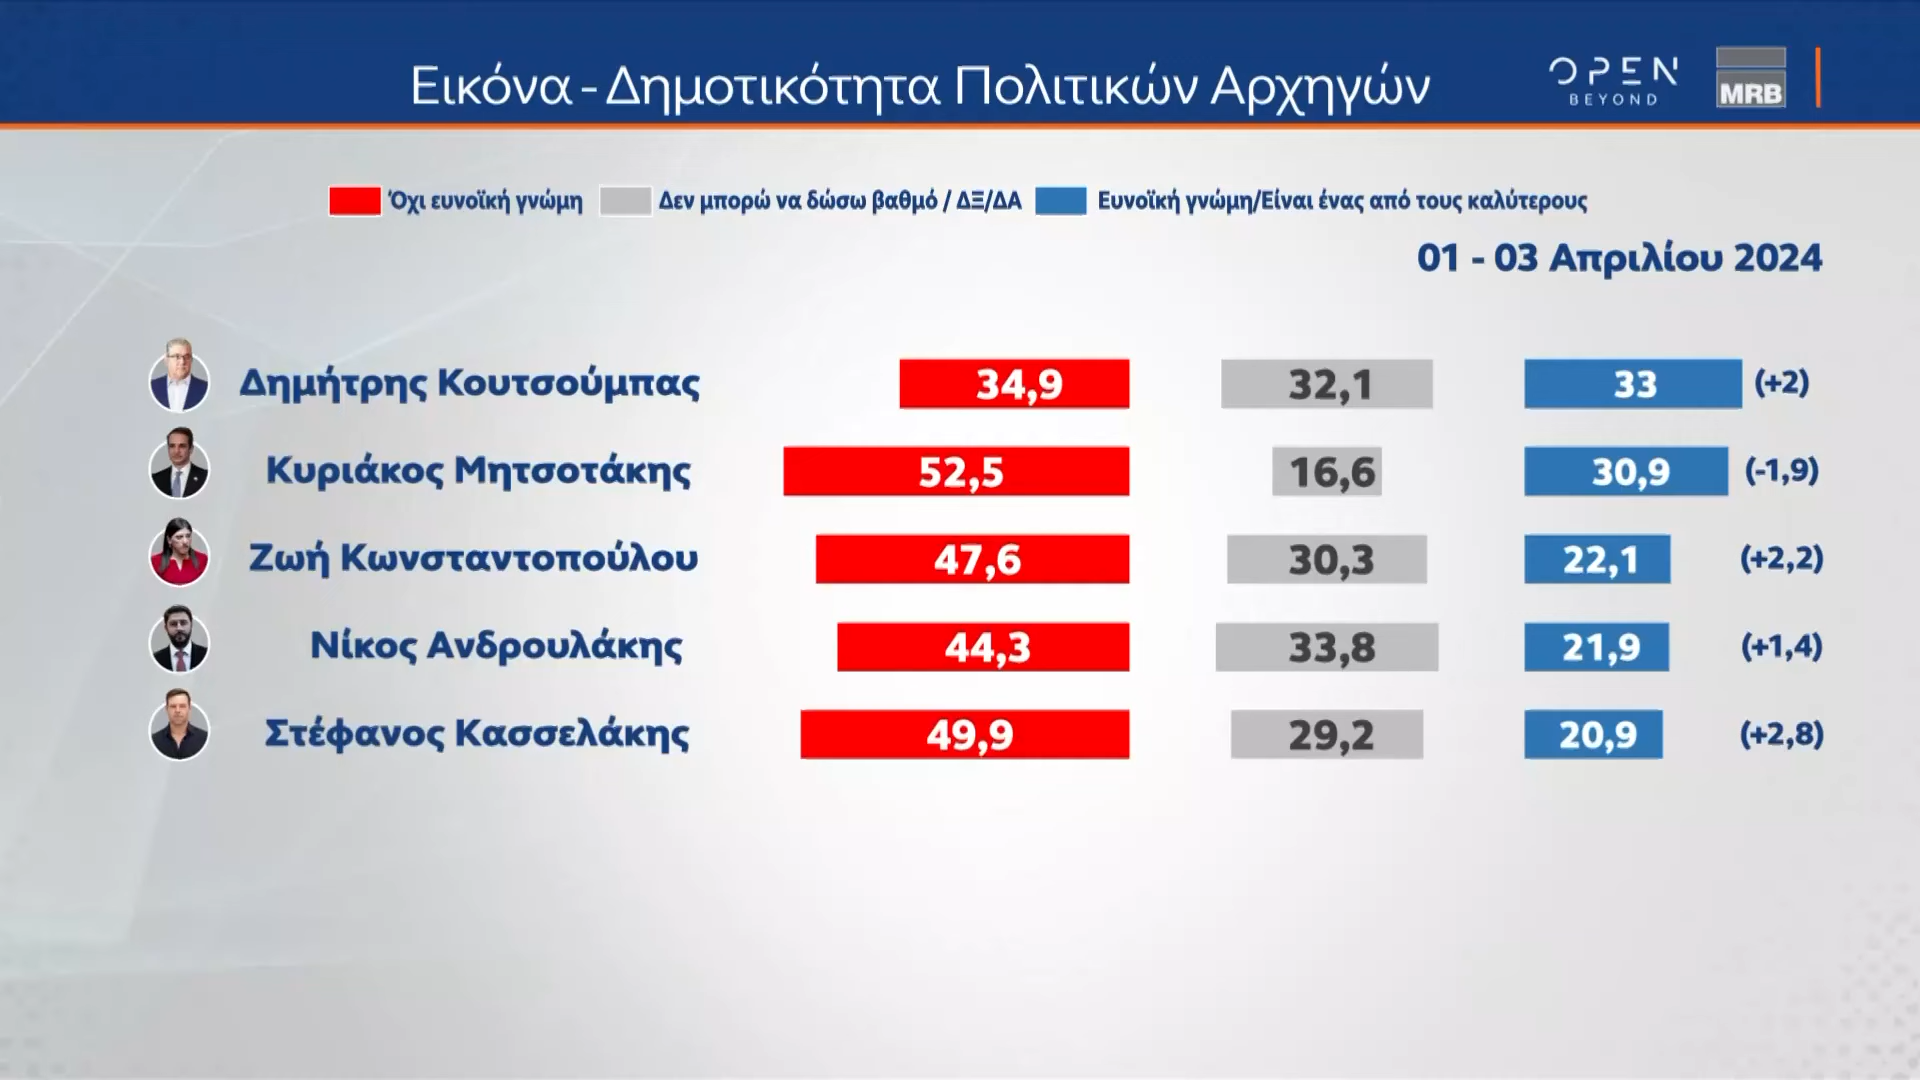 Εικόνα - Δημοτικότητα Πολιτικών Αρχηγών
OPEN
BEYOND
MRB
Όχι ευνοϊκή γνώμη Δεν μπορώ να δώσω βαθμό / ΔΞ/ΔΑ Ευνοϊκή γνώμη/Είναι ένας από τους καλύτερους
01 - 03 Απριλίου 2024
Δημήτρης Κουτσούμπας 34,9 32,1 33 (+2)
Κυριάκος Μητσοτάκης 52,5 16,6 30,9 (-1,9)
Ζωή Κωνσταντοπούλου 47,6 30,3 22,1 (+2,2)
Νίκος Ανδρουλάκης 44,3 33,8 21,9 (+1,4)
Στέφανος Κασσελάκης 49,9 29,2 20,9 (+2,8)